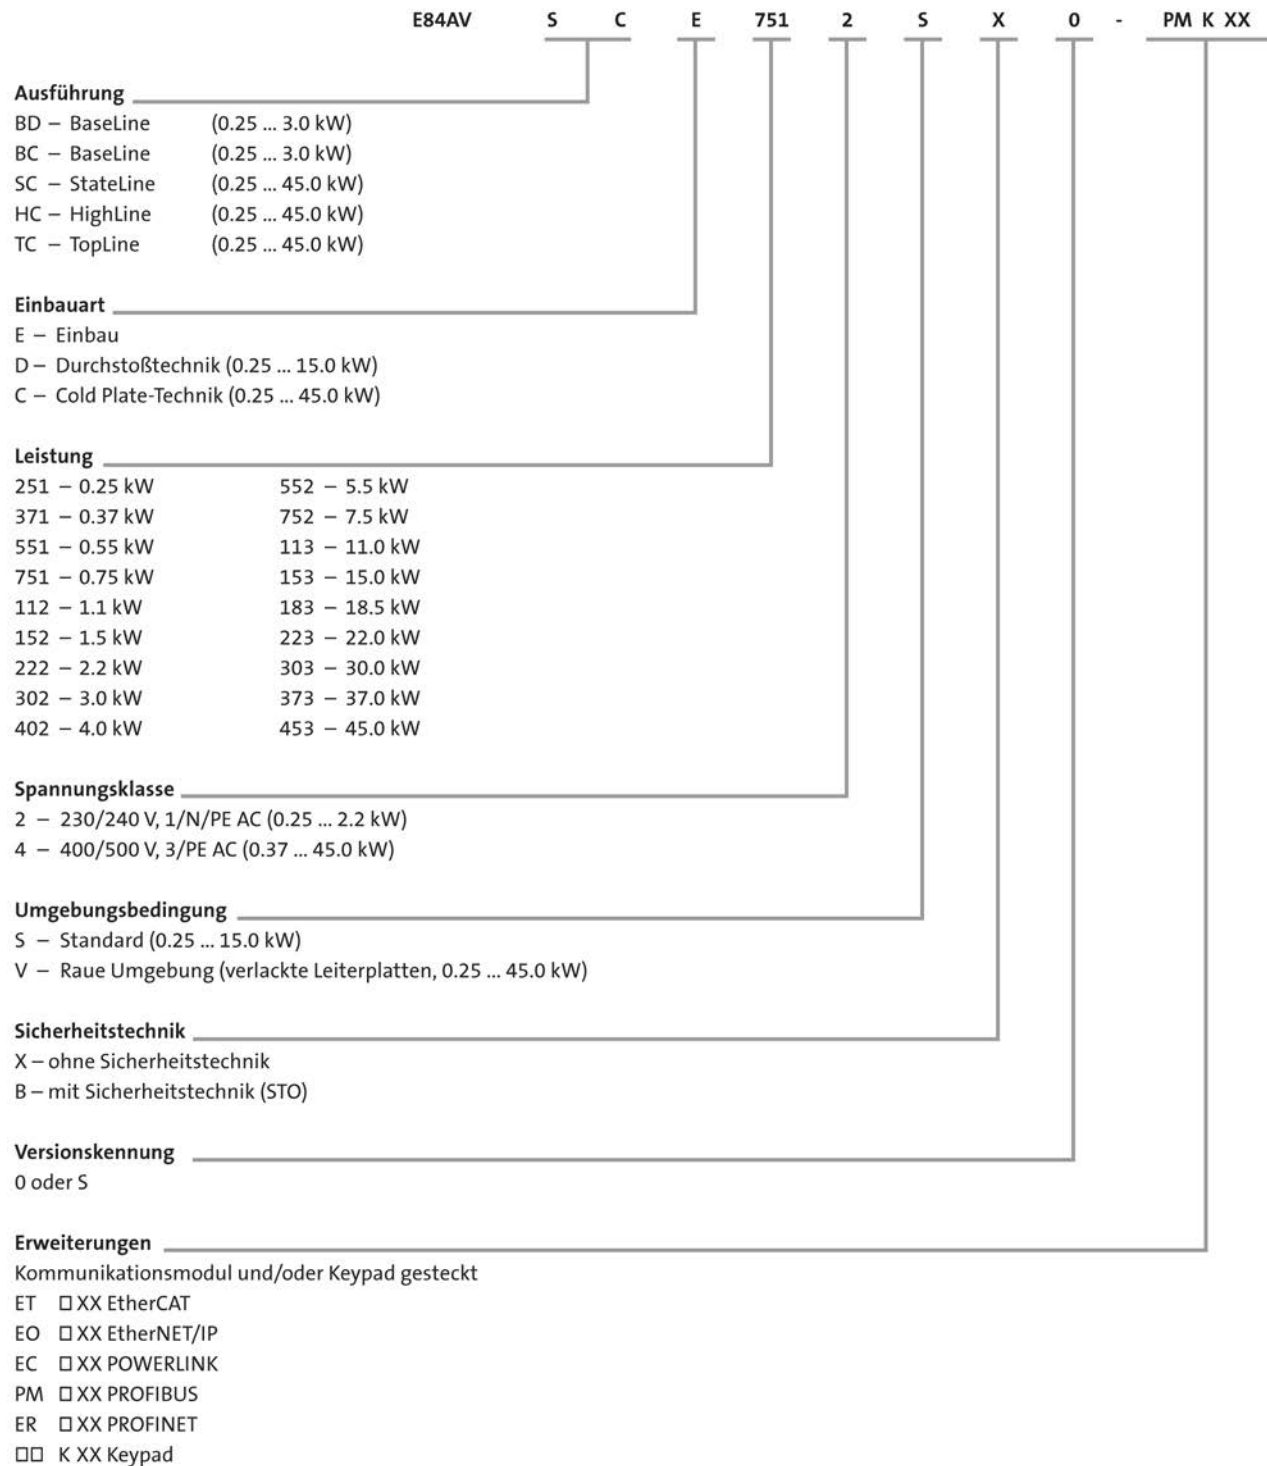 E84AV S C E 751 2 S X 0 - PM K XX
Ausführung
BD – BaseLine (0.25 ... 3.0 kW)
BC – BaseLine (0.25 ... 3.0 kW)
SC – StateLine (0.25 ... 45.0 kW)
HC – HighLine (0.25 ... 45.0 kW)
TC – TopLine (0.25 ... 45.0 kW)
Einbauart
E – Einbau
D – Durchstoßtechnik (0.25 ... 15.0 kW)
C – Cold Plate-Technik (0.25 ... 45.0 kW)
Leistung
251 – 0.25 kW 552 – 5.5 kW
371 – 0.37 kW 752 – 7.5 kW
551 – 0.55 kW 113 – 11.0 kW
751 – 0.75 kW 153 – 15.0 kW
112 – 1.1 kW 183 – 18.5 kW
152 – 1.5 kW 223 – 22.0 kW
222 – 2.2 kW 303 – 30.0 kW
302 – 3.0 kW 373 – 37.0 kW
402 – 4.0 kW 453 – 45.0 kW
Spannungsklasse
2 – 230/240 V, 1/N/PE AC (0.25 ... 2.2 kW)
4 – 400/500 V, 3/PE AC (0.37 ... 45.0 kW)
Umgebungsbedingung
S – Standard (0.25 ... 15.0 kW)
V – Raue Umgebung (verlackte Leiterplatten, 0.25 ... 45.0 kW)
Sicherheitstechnik
X – ohne Sicherheitstechnik
B – mit Sicherheitstechnik (STO)
Versionskennung
0 oder S
Erweiterungen
Kommunikationsmodul und/oder Keypad gesteckt
ET □ XX EtherCAT
EO □ XX EtherNET/IP
EC □ XX POWERLINK
PM □ XX PROFIBUS
ER □ XX PROFINET
□□ K XX Keypad